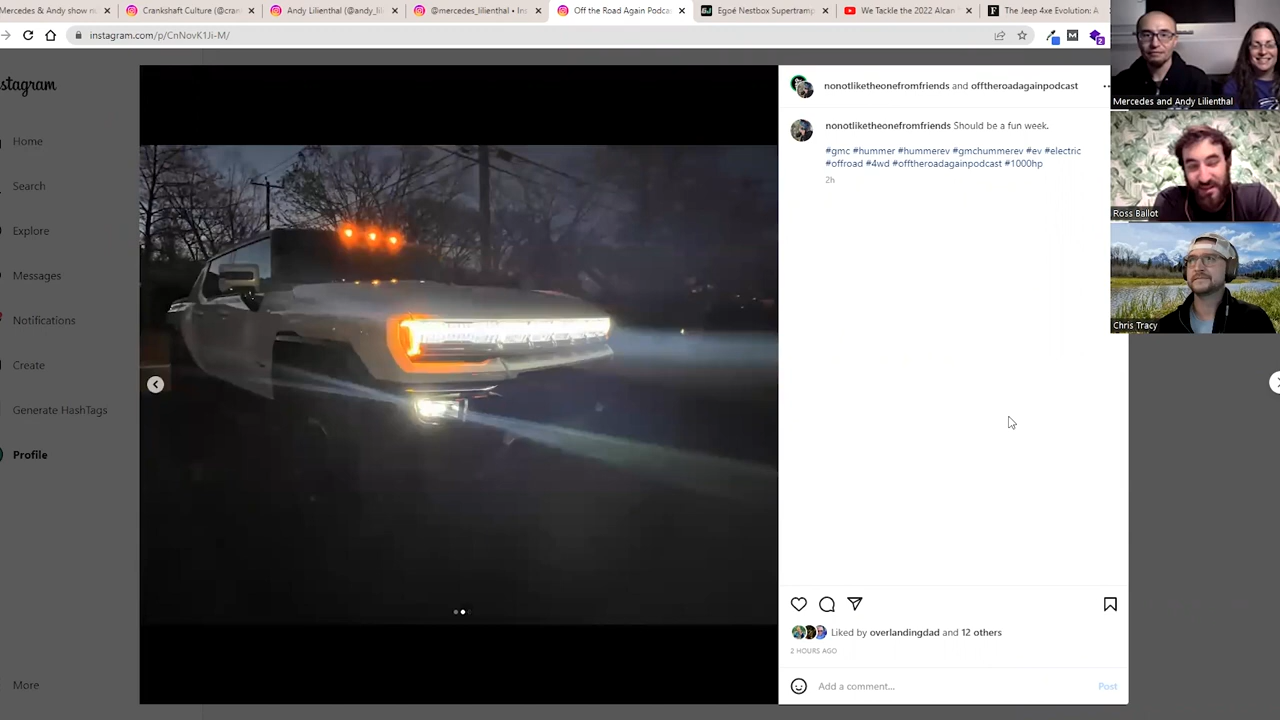 Mercedes & Andy show n
Crankshaft Culture (@cran
Andy Lilienthal (@andy_lil
@mercedes_lilienthal • Ins
Off the Road Again Podcas
Egoé Nestbox Supertramp
We Tackle the 2022 Alcan
The Jeep 4xe Evolution: A
instagram.com/p/CnNovK1Ji-M/
2
stagram
Home
Search
Explore
Messages
Notifications
Create
Generate HashTags
Profile
More
nonotliketheonefromfriends and offtheroadagainpodcast
nonotliketheonefromfriends Should be a fun week.
#gmc #hummer #hummerev #gmchummerev #ev #electric
#offroad #4wd #offtheroadagainpodcast #1000hp
2h
Liked by overlandingdad and 12 others
2 HOURS AGO
Add a comment...
Post
Mercedes and Andy Lilienthal
Ross Ballot
Chris Tracy